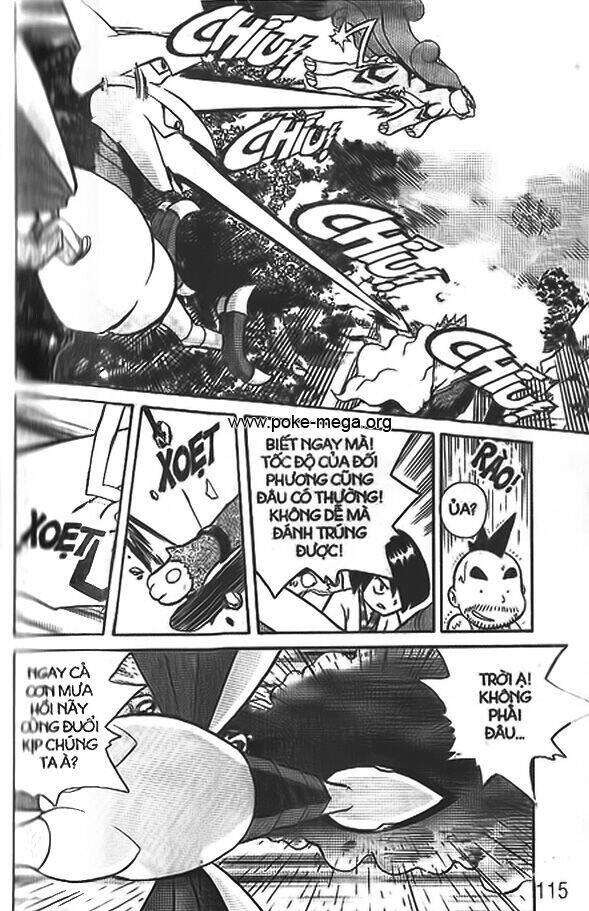 CHÍU!
CHÍU!
CHÍU!
CHÍU!
www.poke-mega.org
RÀO!
ỦA?
BIẾT NGAY MÀ!
TỐC ĐỘ CỦA ĐỐI
PHƯƠNG CŨNG
ĐÂU CÓ THƯỜNG!
KHÔNG DỄ MÀ
ĐÁNH TRÚNG
ĐƯỢC!
XOẸT
XOẸT
TRỜI Ạ!
KHÔNG
PHẢI
ĐÂU...
NGAY CẢ
CƠN MƯA
HỒI NÃY
CŨNG ĐUỔI
KỊP CHÚNG
TA À?
115